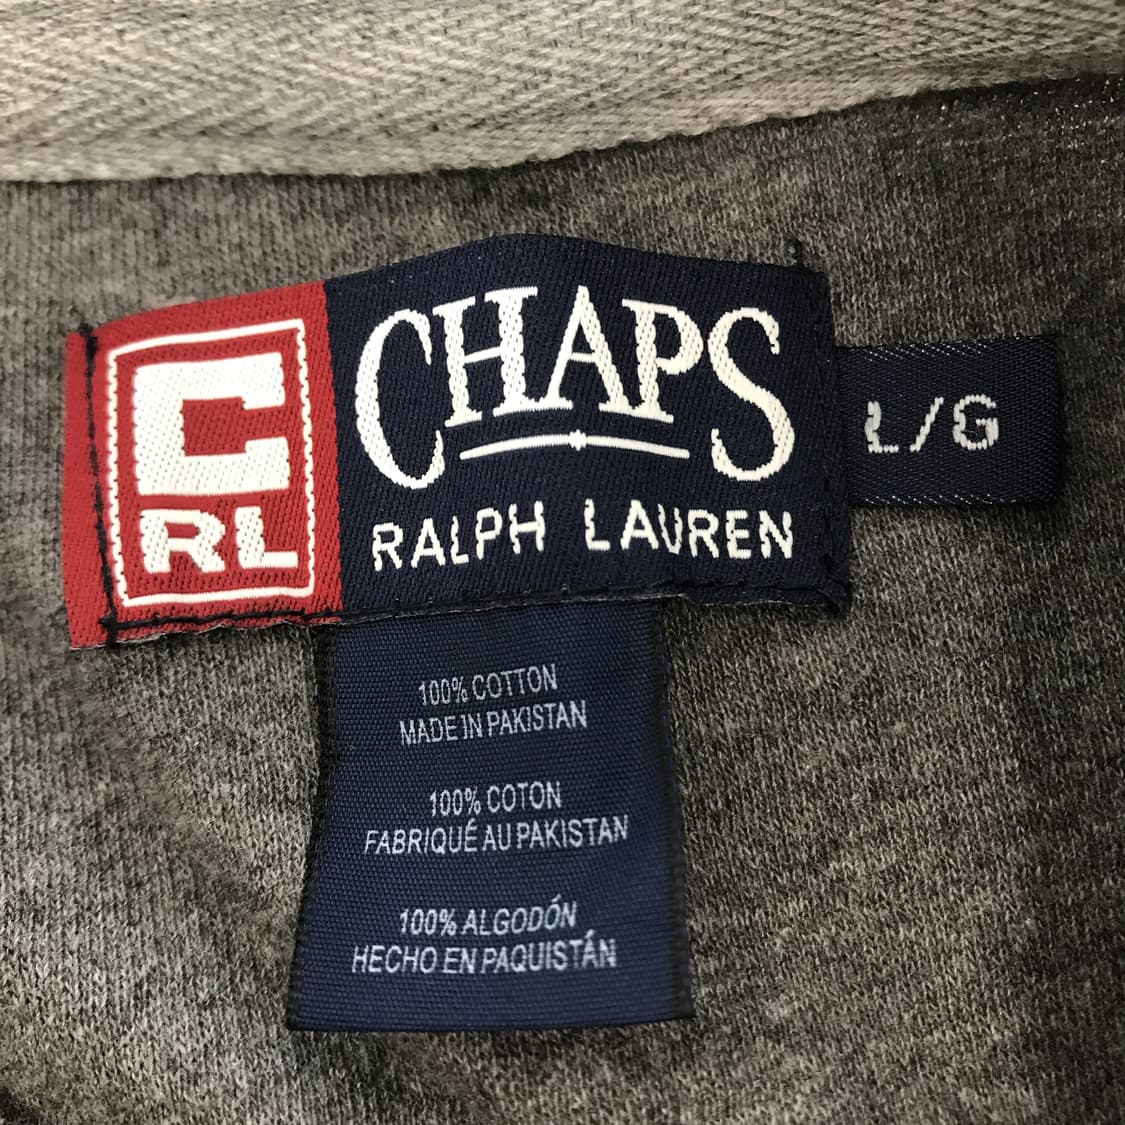 C
RL
CHAPS
RALPH LAUREN
L/G
100% COTTON
MADE IN PAKISTAN
100% COTON
FABRIQUÉ AU PAKISTAN
100% ALGODÓN
HECHO EN PAQUISTÁN